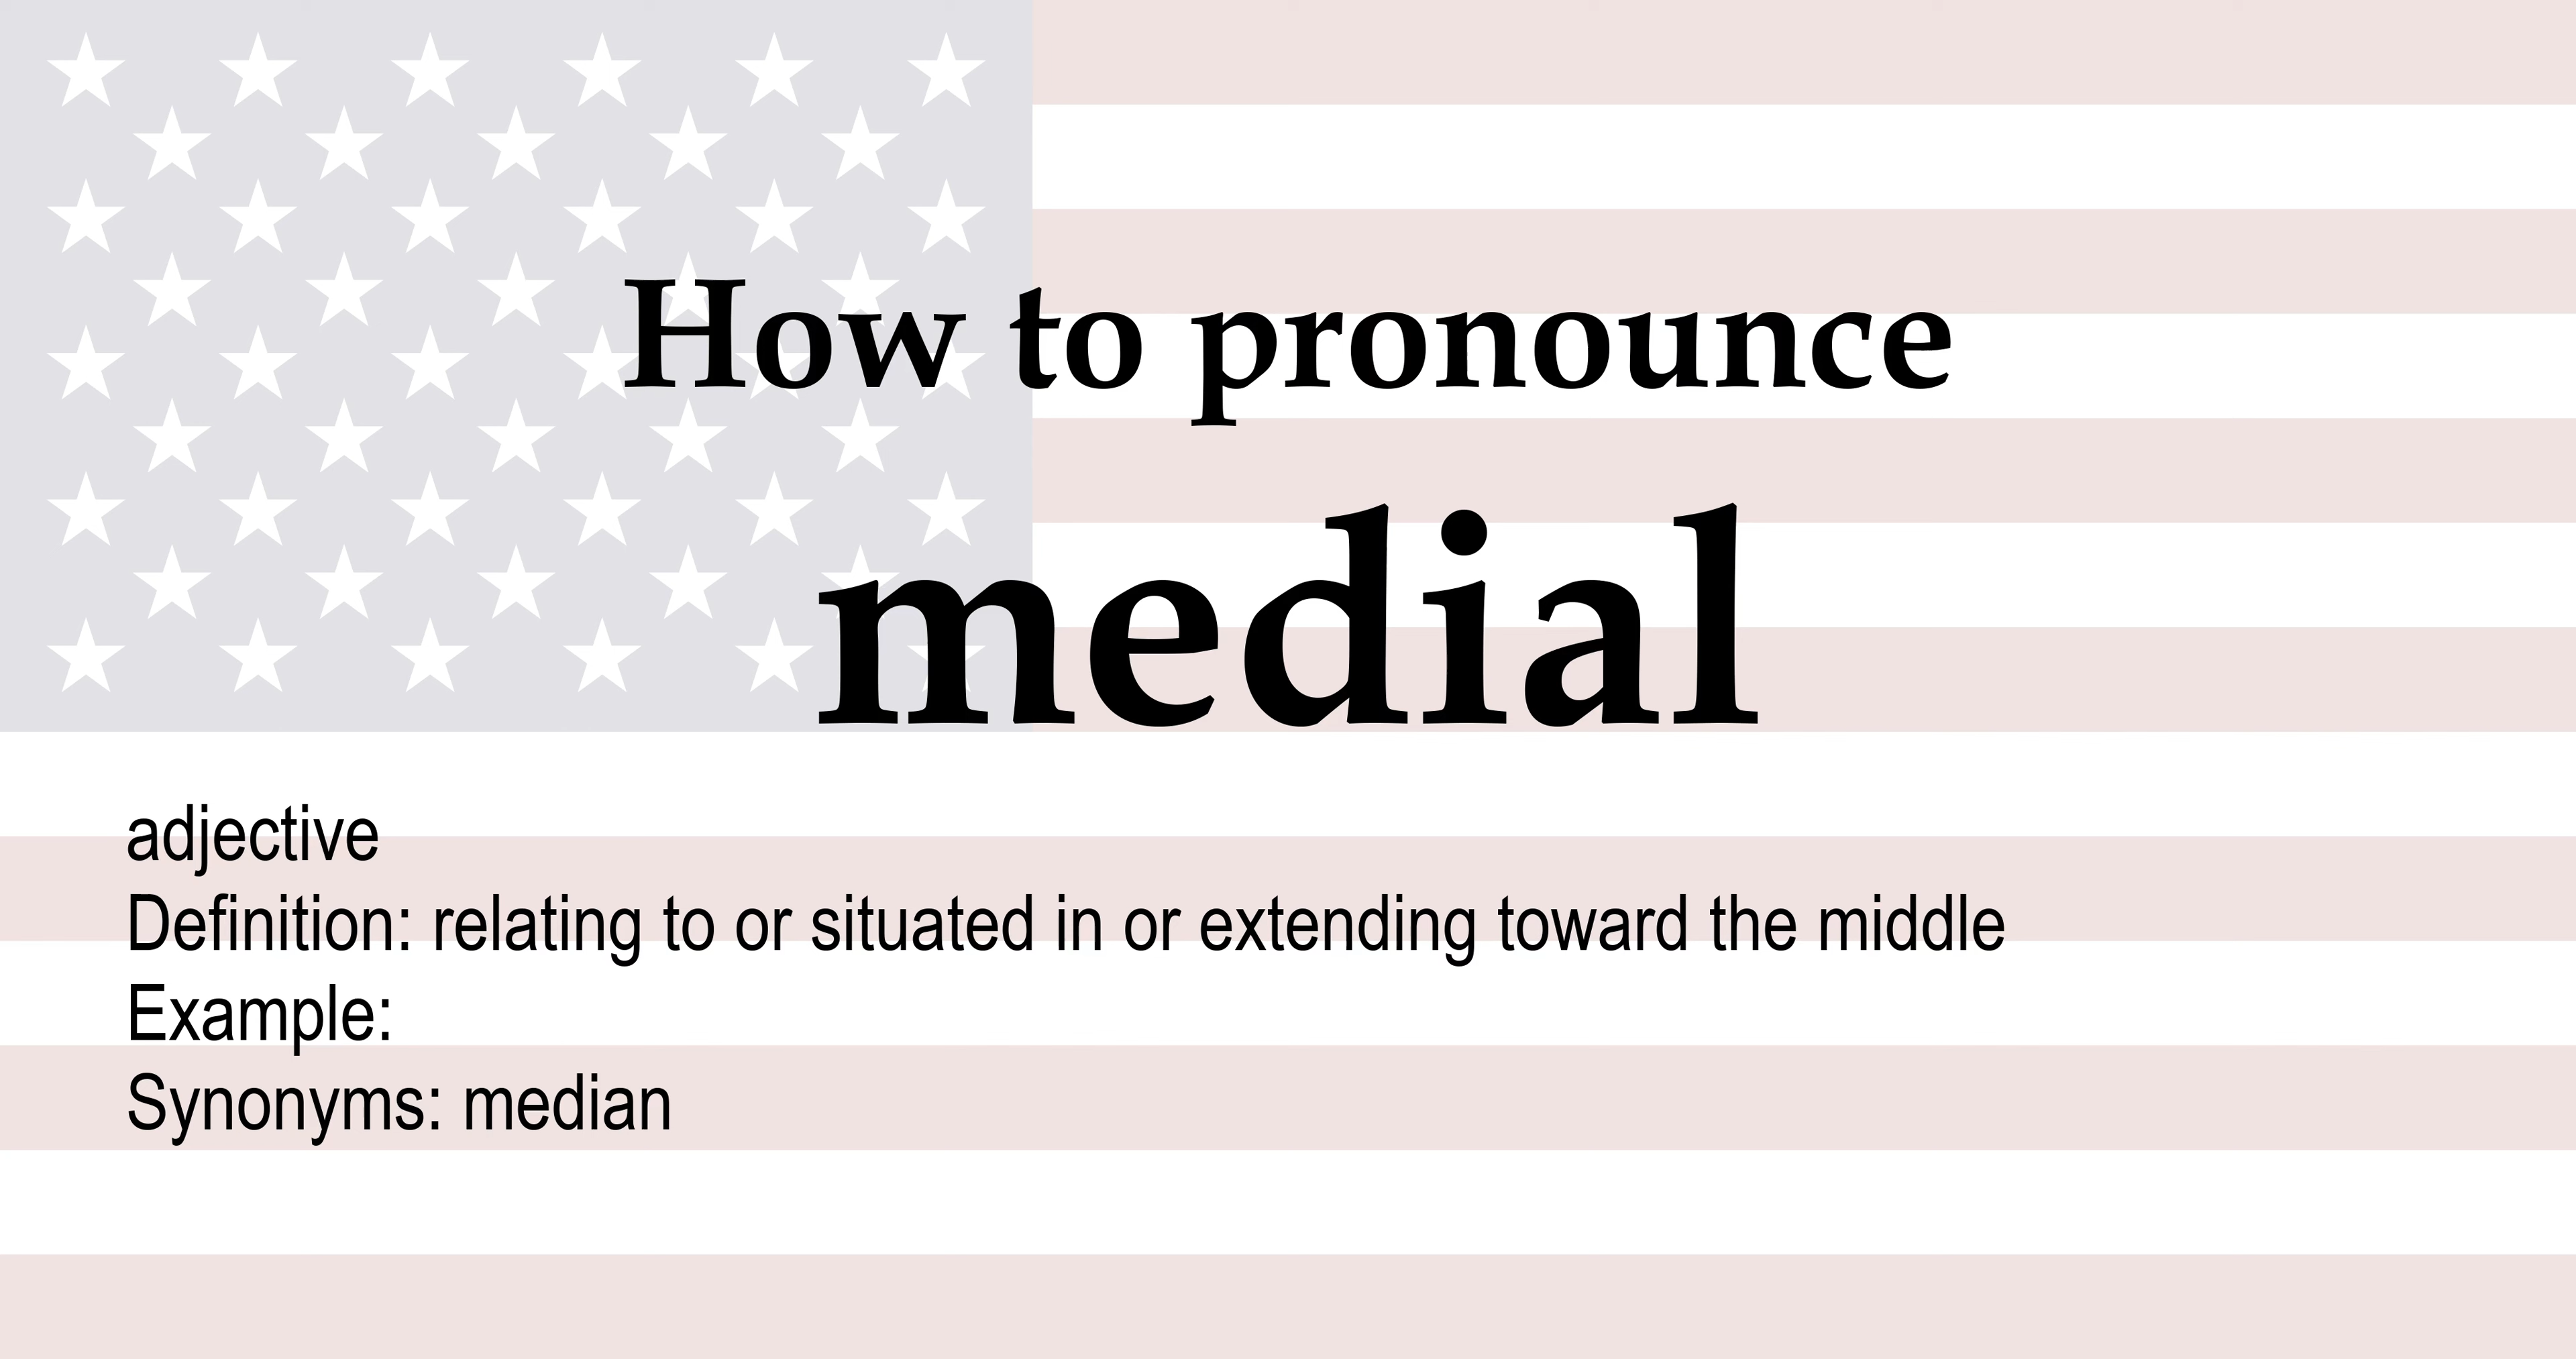 How to pronounce
medial
adjective
Definition: relating to or situated in or extending toward the middle
Example:
Synonyms: median